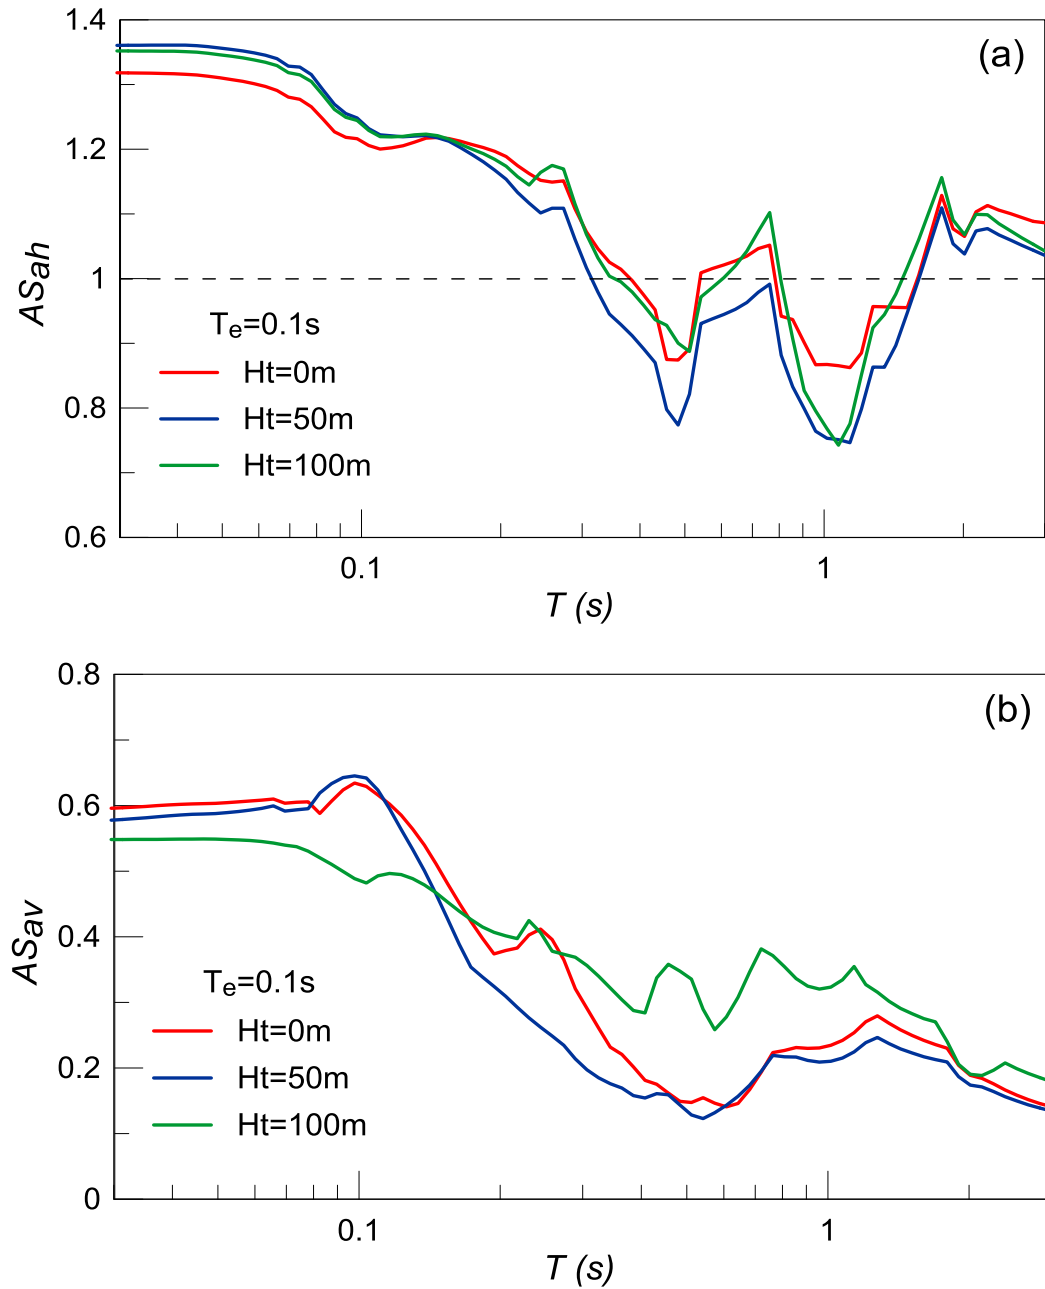 (a)
1.4
1.2
1
0.8
0.6
ASah
Te=0.1s
Ht=0m
Ht=50m
Ht=100m
0.1 1
T (s)
(b)
0.8
0.6
0.4
0.2
0
ASav
Te=0.1s
Ht=0m
Ht=50m
Ht=100m
0.1 1
T (s)